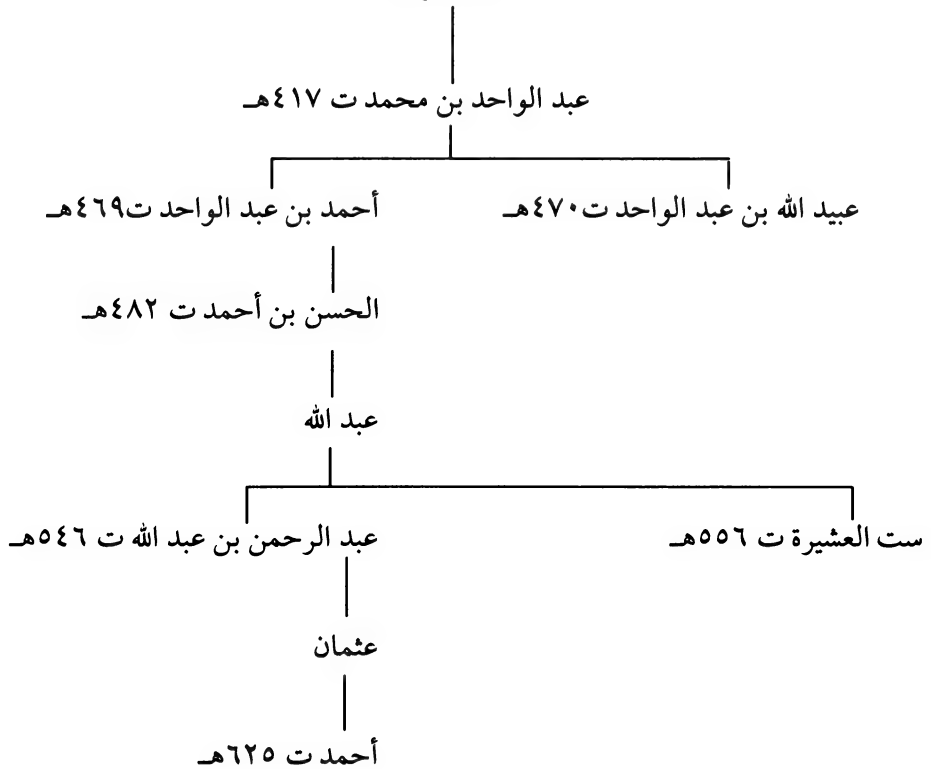 عبد الواحد بن محمد ت ٤١٧هـ
عبيد الله بن عبد الواحد ت٤٧٠هـ
أحمد بن عبد الواحد ت٤٦٩هـ
الحسن بن أحمد ت ٤٨٢هـ
عبد الله
ست العشيرة ت ٥٥٦هـ
عبد الرحمن بن عبد الله ت ٥٤٦هـ
عثمان
أحمد ت ٦٢٥هـ